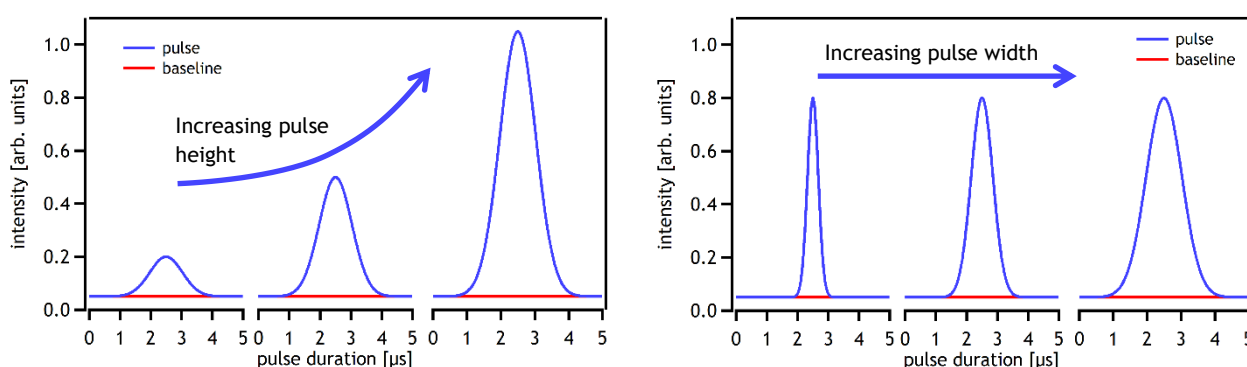 1.0
0.8
0.6
0.4
0.2
0.0
intensity [arb. units]
pulse
baseline
Increasing pulse
height
0 1 2 3 4 5 0 1 2 3 4 5 0 1 2 3 4 5
pulse duration [µs]
1.0
0.8
0.6
0.4
0.2
0.0
intensity [arb. units]
Increasing pulse width
pulse
baseline
0 1 2 3 4 5 0 1 2 3 4 5 0 1 2 3 4 5
pulse duration [µs]